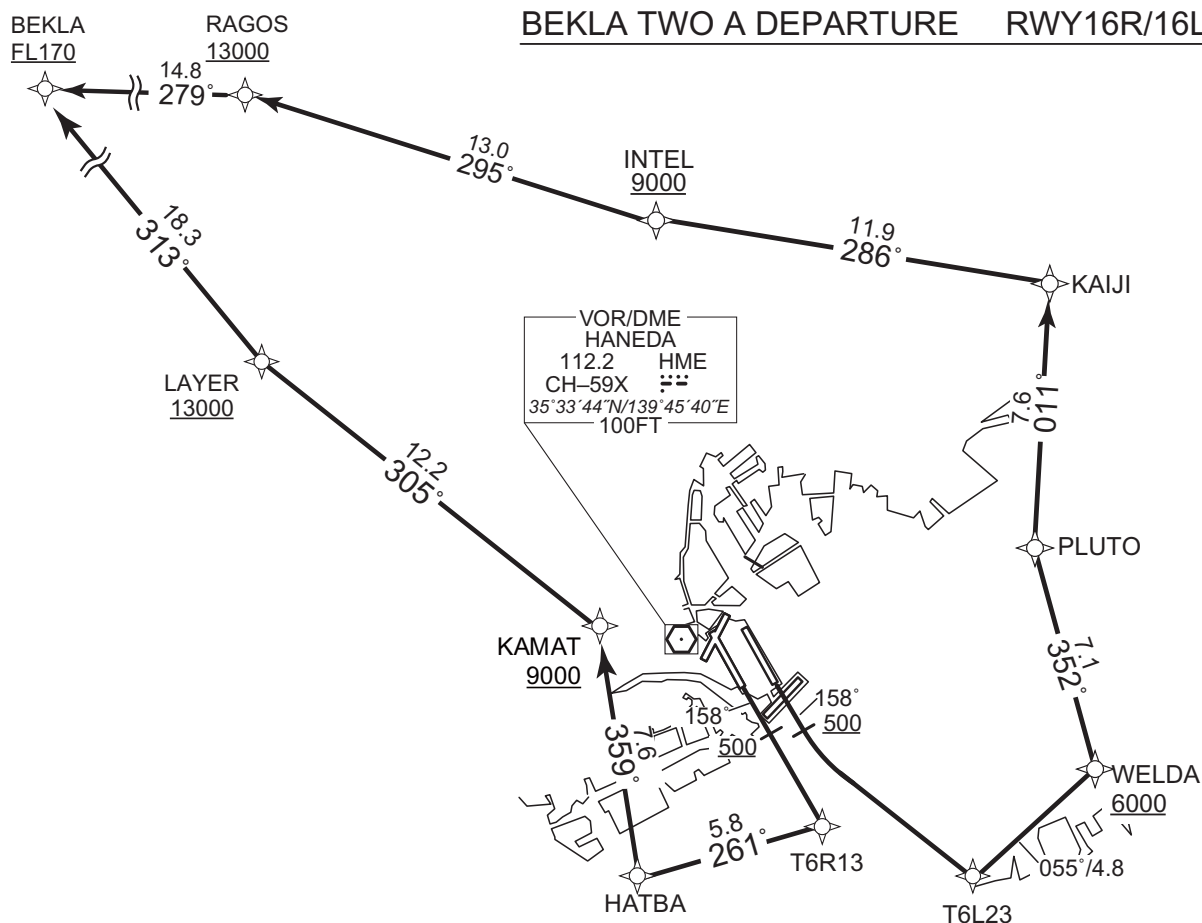 BEKLA TWO A DEPARTURE RWY16R/16L
BEKLA
FL170
RAGOS
13000
14.8
279°
13.0
295°
INTEL
9000
11.9
286°
KAIJI
18.3
313°
VOR/DME
HANEDA
112.2 HME
CH–59X
35°33´44˝N/139°45´40˝E
100FT
LAYER
13000
7.6
011°
12.2
305°
PLUTO
KAMAT
9000
7.1
352°
158°
500
158°
500
7.6
359°
WELDA
6000
5.8
261°
T6R13
055°/4.8
HATBA
T6L23